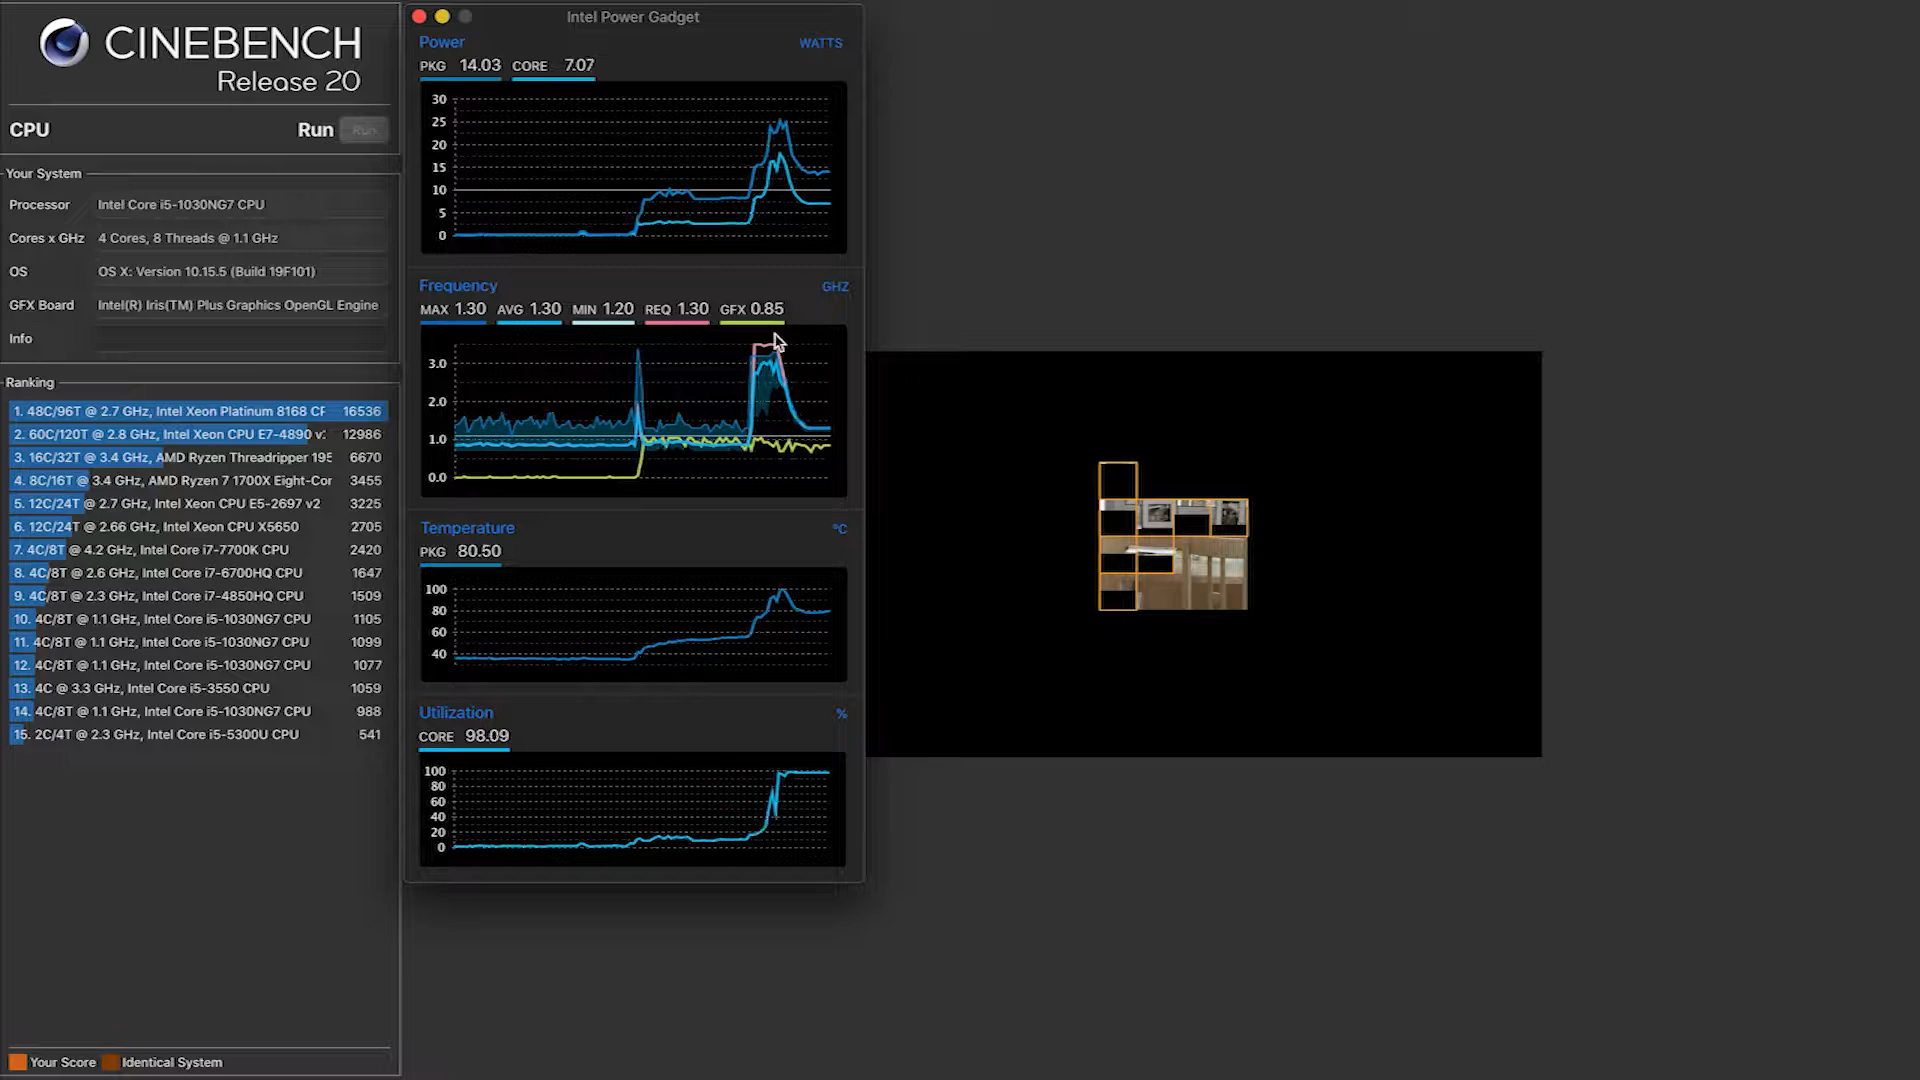 CINEBENCH
Release 20
CPU Run Run
Your System
Processor Intel Core i5-1030NG7 CPU
Cores x GHz 4 Cores, 8 Threads @ 1.1 GHz
OS OS X: Version 10.15.5 (Build 19F101)
GFX Board Intel(R) Iris(TM) Plus Graphics OpenGL Engine
Info
Ranking
1. 48C/96T @ 2.7 GHz, Intel Xeon Platinum 8168 CP 16536
2. 60C/120T @ 2.8 GHz, Intel Xeon CPU E7-4890 v 12986
3. 16C/32T @ 3.4 GHz, AMD Ryzen Threadripper 195 6670
4. 8C/16T @ 3.4 GHz, AMD Ryzen 7 1700X Eight-Cor 3455
5. 12C/24T @ 2.7 GHz, Intel Xeon CPU E5-2697 v2 3225
6. 12C/24T @ 2.66 GHz, Intel Xeon CPU X5650 2705
7. 4C/8T @ 4.2 GHz, Intel Core i7-7700K CPU 2420
8. 4C/8T @ 2.6 GHz, Intel Core i7-6700HQ CPU 1647
9. 4C/8T @ 2.3 GHz, Intel Core i7-4850HQ CPU 1509
10. 4C/8T @ 1.1 GHz, Intel Core i5-1030NG7 CPU 1105
11. 4C/8T @ 1.1 GHz, Intel Core i5-1030NG7 CPU 1099
12. 4C/8T @ 1.1 GHz, Intel Core i5-1030NG7 CPU 1077
13. 4C @ 3.3 GHz, Intel Core i5-3550 CPU 1059
14. 4C/8T @ 1.1 GHz, Intel Core i5-1030NG7 CPU 988
15. 2C/4T @ 2.3 GHz, Intel Core i5-5300U CPU 541
Your Score Identical System
Intel Power Gadget
Power WATTS
PKG 14.03 CORE 7.07
30
25
20
15
10
5
0
Frequency GHZ
MAX 1.30 AVG 1.30 MIN 1.20 REQ 1.30 GFX 0.85
3.0
2.0
1.0
0.0
Temperature °C
PKG 80.50
100
80
60
40
Utilization %
CORE 98.09
100
80
60
40
20
0